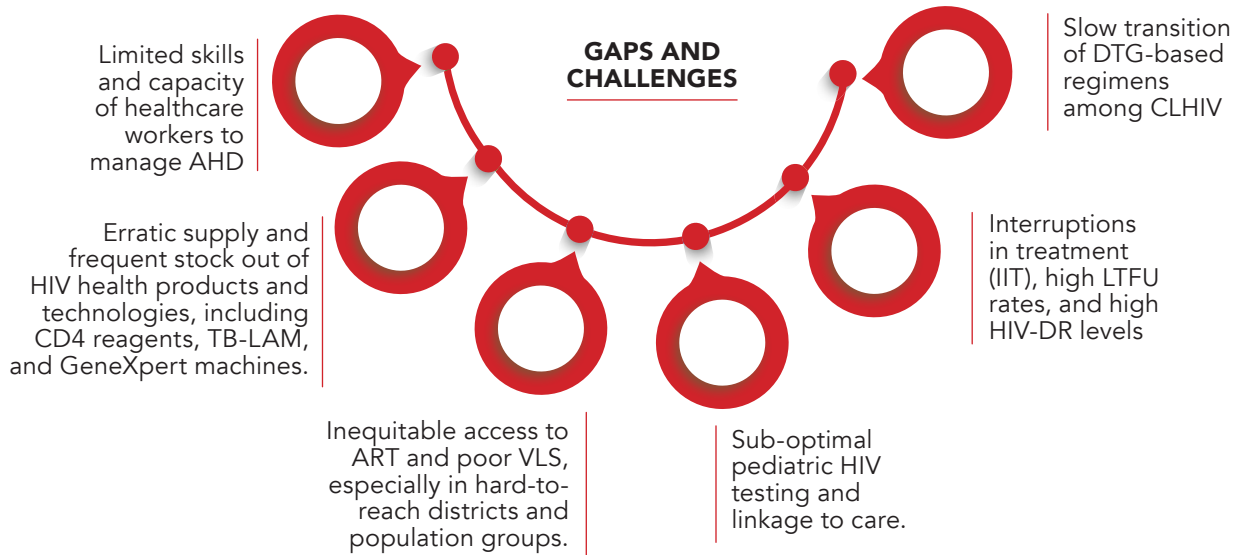 GAPS AND
CHALLENGES
Limited skills
and capacity
of healthcare
workers to
manage AHD
Erratic supply and
frequent stock out of
HIV health products and
technologies, including
CD4 reagents, TB-LAM,
and GeneXpert machines.
Inequitable access to
ART and poor VLS,
especially in hard-to-
reach districts and
population groups.
Sub-optimal
pediatric HIV
testing and
linkage to care.
Interruptions
in treatment
(IIT), high LTFU
rates, and high
HIV-DR levels
Slow transition
of DTG-based
regimens
among CLHIV